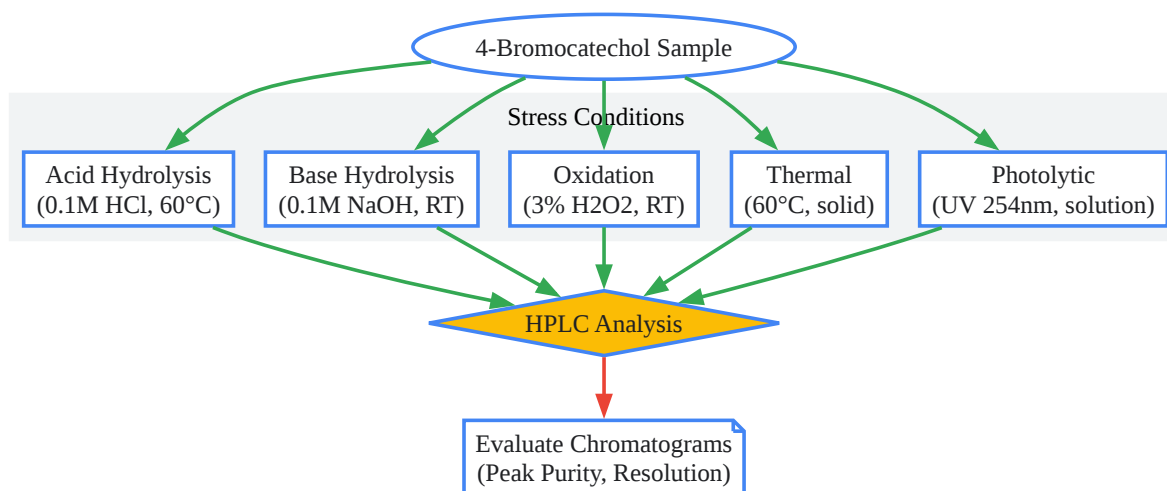 4-Bromocatechol Sample
Stress Conditions
Acid Hydrolysis
(0.1M HCl, 60°C)
Base Hydrolysis
(0.1M NaOH, RT)
Oxidation
(3% H2O2, RT)
Thermal
(60°C, solid)
Photolytic
(UV 254nm, solution)
HPLC Analysis
Evaluate Chromatograms
(Peak Purity, Resolution)